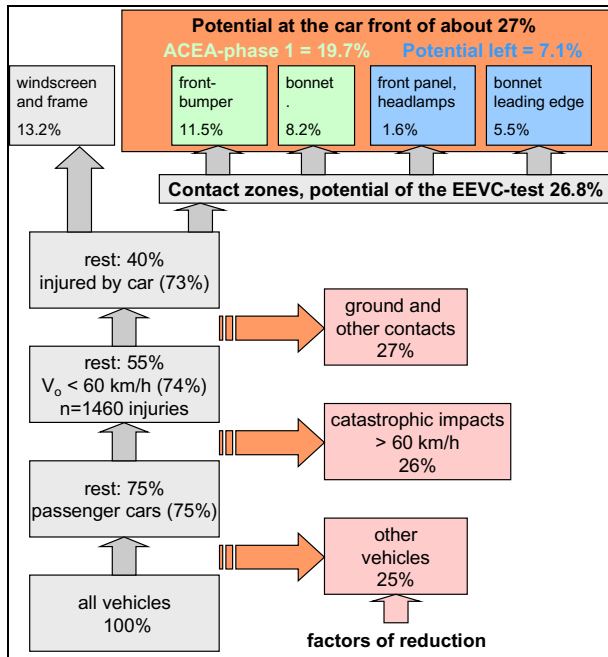 Potential at the car front of about 27%
ACEA-phase 1 = 19.7%
Potential left = 7.1%
windscreen
and frame
13.2%
front-
bumper
11.5%
bonnet
.
8.2%
front panel,
headlamps
1.6%
bonnet
leading edge
5.5%
Contact zones, potential of the EEVC-test 26.8%
rest: 40%
injured by car (73%)
ground and
other contacts
27%
rest: 55%
Vₒ < 60 km/h (74%)
n=1460 injuries
catastrophic impacts
> 60 km/h
26%
rest: 75%
passenger cars (75%)
other
vehicles
25%
all vehicles
100%
factors of reduction